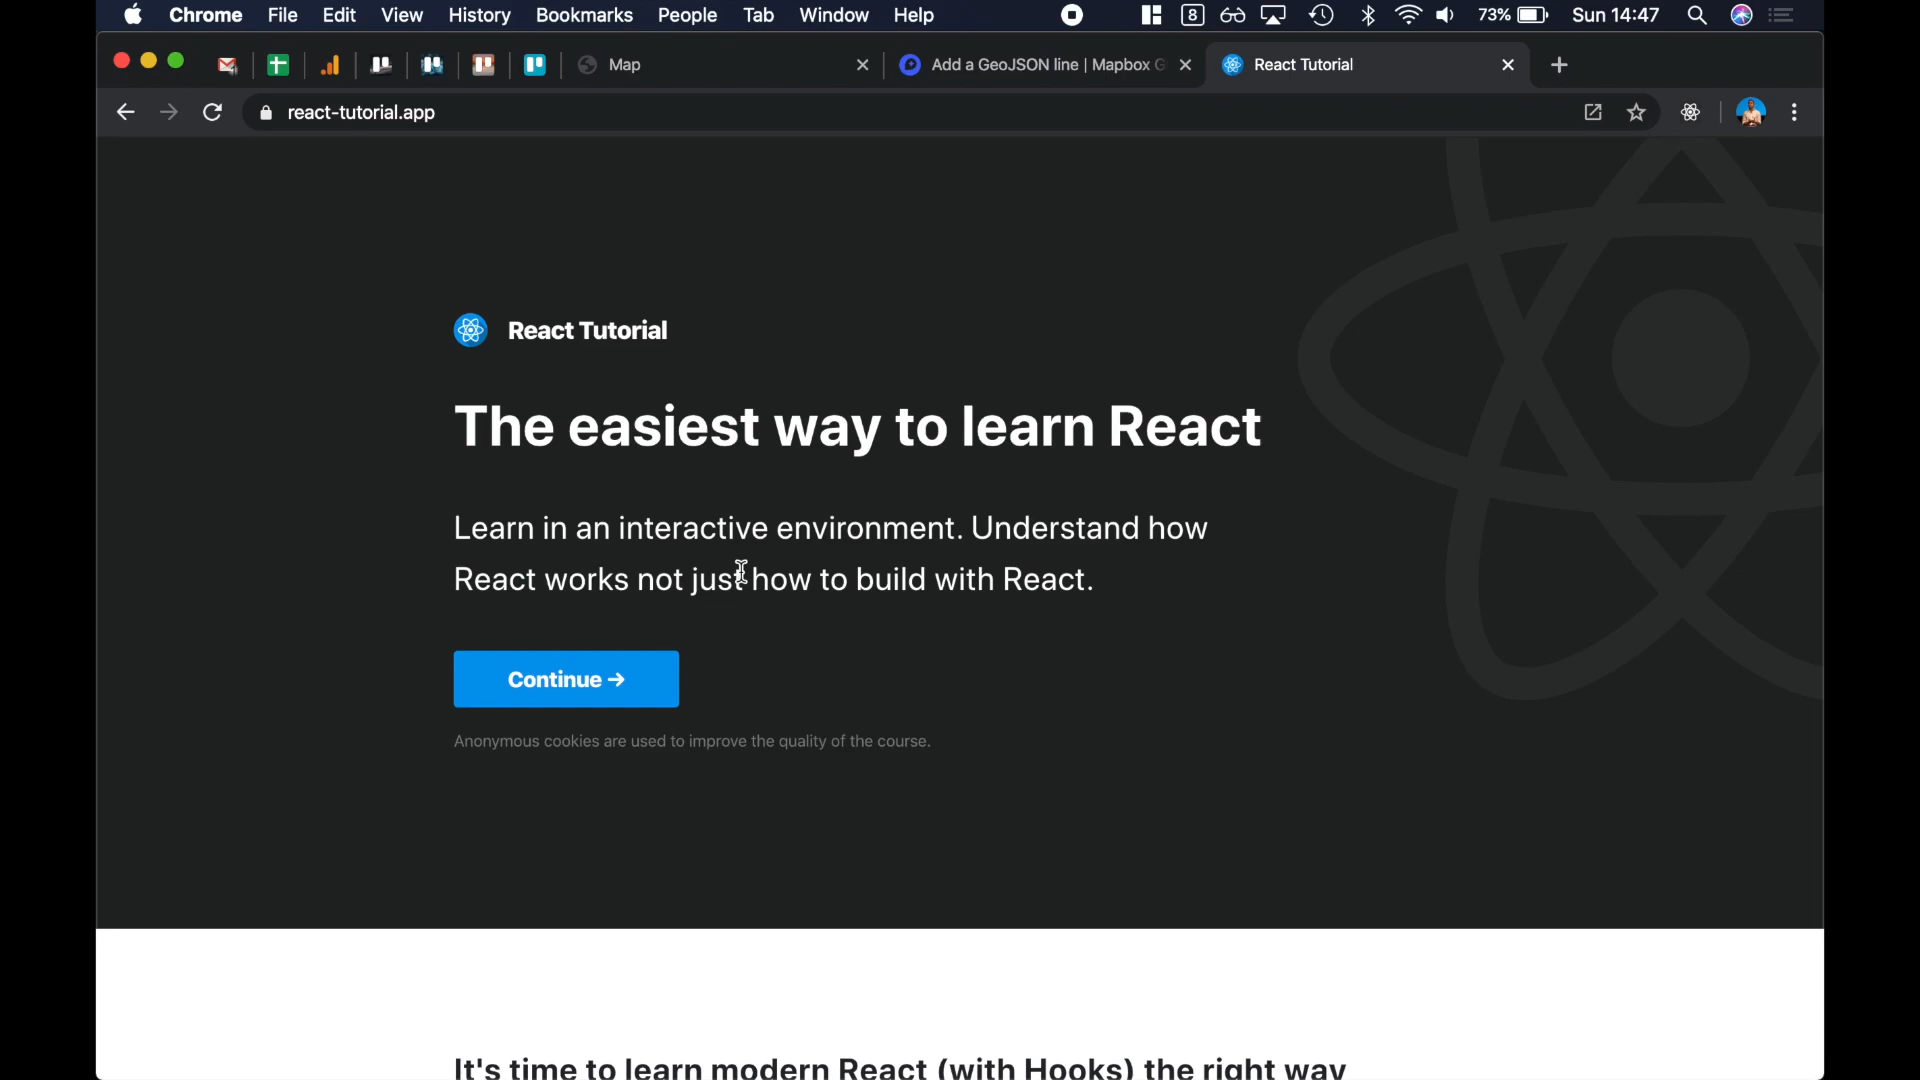 Chrome File Edit View History Bookmarks People Tab Window Help 8 73% Sun 14:47
Map Add a GeoJSON line | Mapbox G React Tutorial
react-tutorial.app
React Tutorial
The easiest way to learn React
Learn in an interactive environment. Understand how
React works not just how to build with React.
Continue →
Anonymous cookies are used to improve the quality of the course.
It's time to learn modern React (with Hooks) the right way